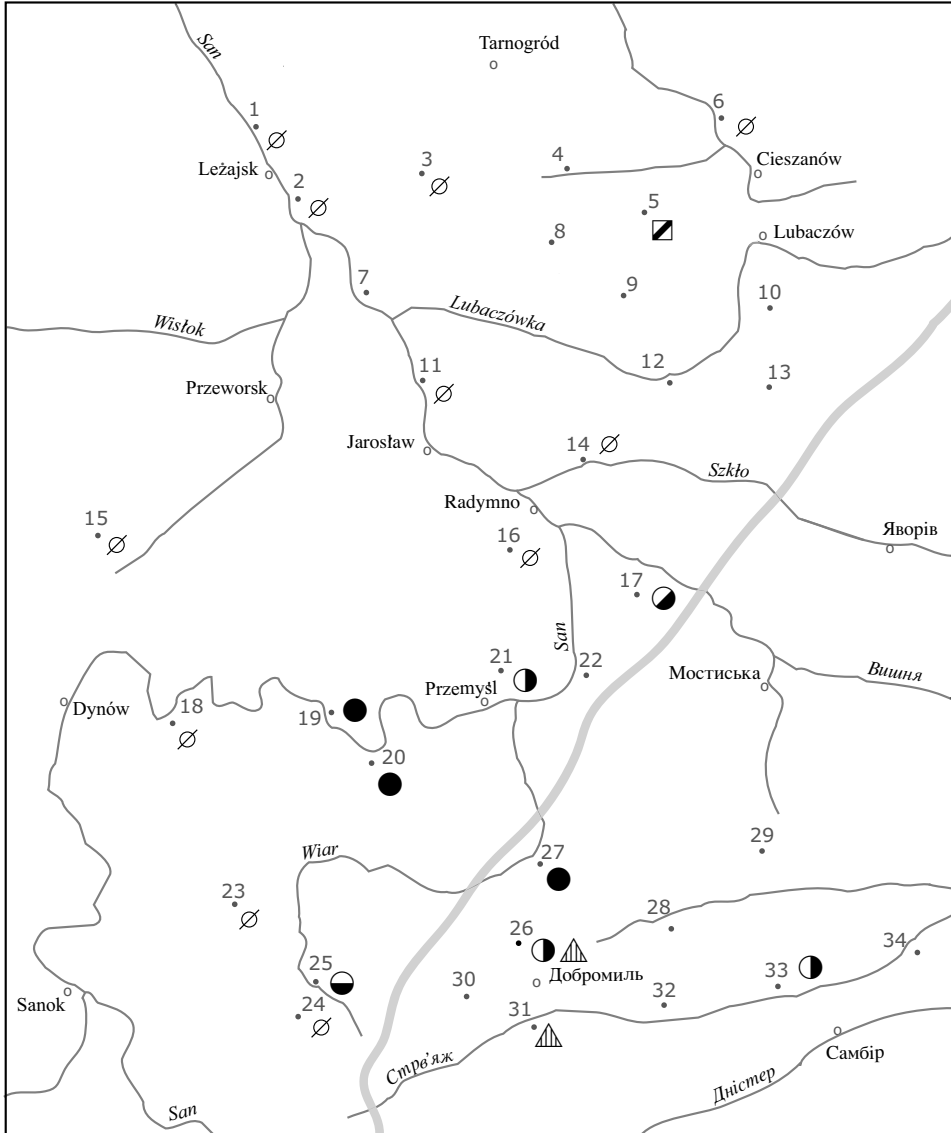 San
Tarnogród
1
6
Leżajsk
3
4
Cieszanów
2
5
8
Lubaczów
7
9
10
Wisłok
Lubaczówka
11
12
13
Przeworsk
Jarosław
14
Szkło
Radymno
15
16
Яворів
17
San
21
22
Мостиська
Вишня
Przemyśl
Dynów
18
19
20
Wiar
27
29
23
28
26
34
25
30
Добромиль
33
Sanok
24
31
32
Стрв’яж
Самбір
Дністер
San